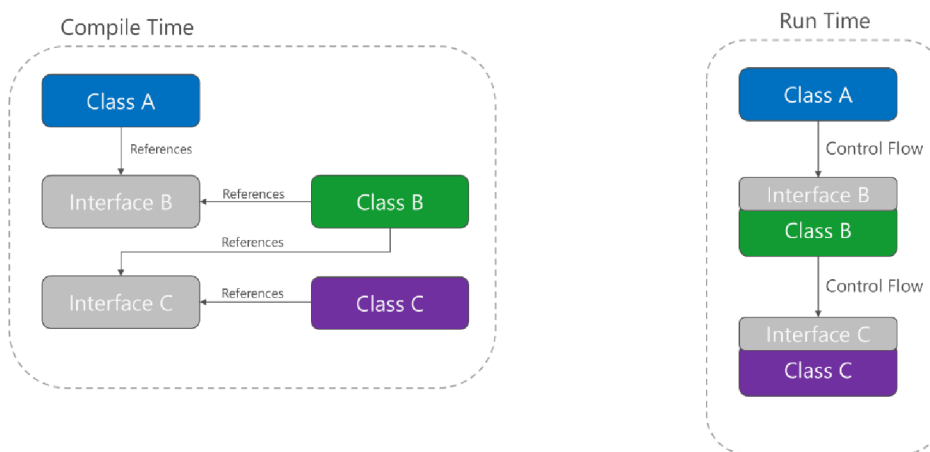 Compile Time
Class A
References
Interface B
References
Class B
References
Interface C
References
Class C
Run Time
Class A
Control Flow
Interface B
Class B
Control Flow
Interface C
Class C